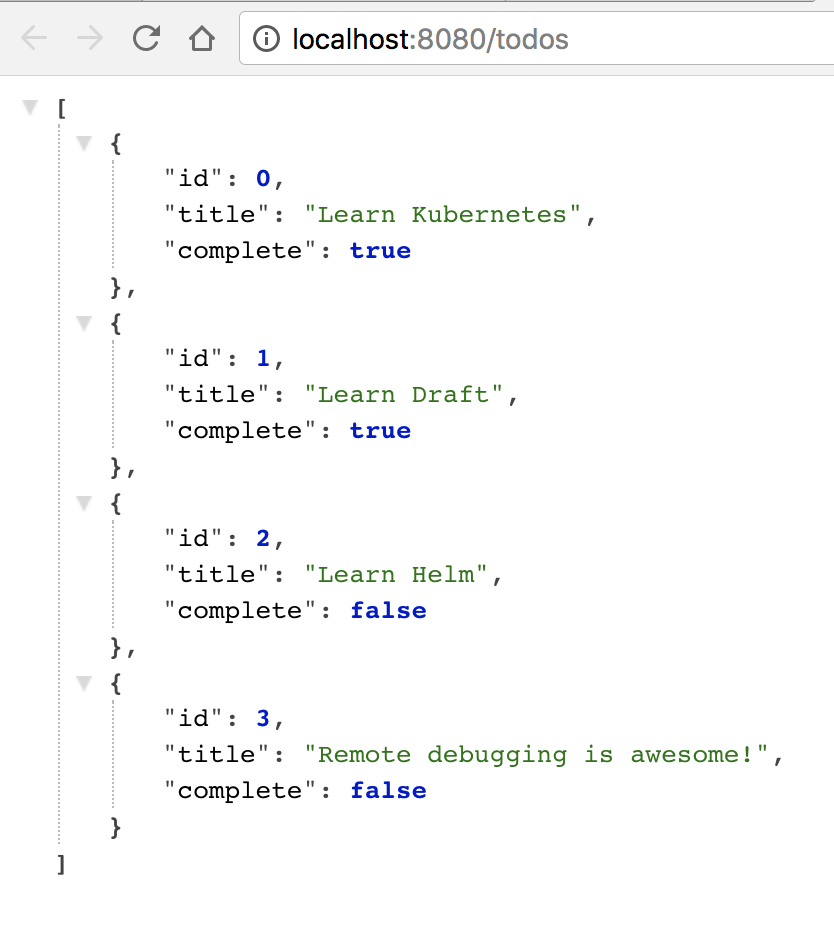 localhost:8080/todos
[
{
"id": 0,
"title": "Learn Kubernetes",
"complete": true
},
{
"id": 1,
"title": "Learn Draft",
"complete": true
},
{
"id": 2,
"title": "Learn Helm",
"complete": false
},
{
"id": 3,
"title": "Remote debugging is awesome!",
"complete": false
}
]